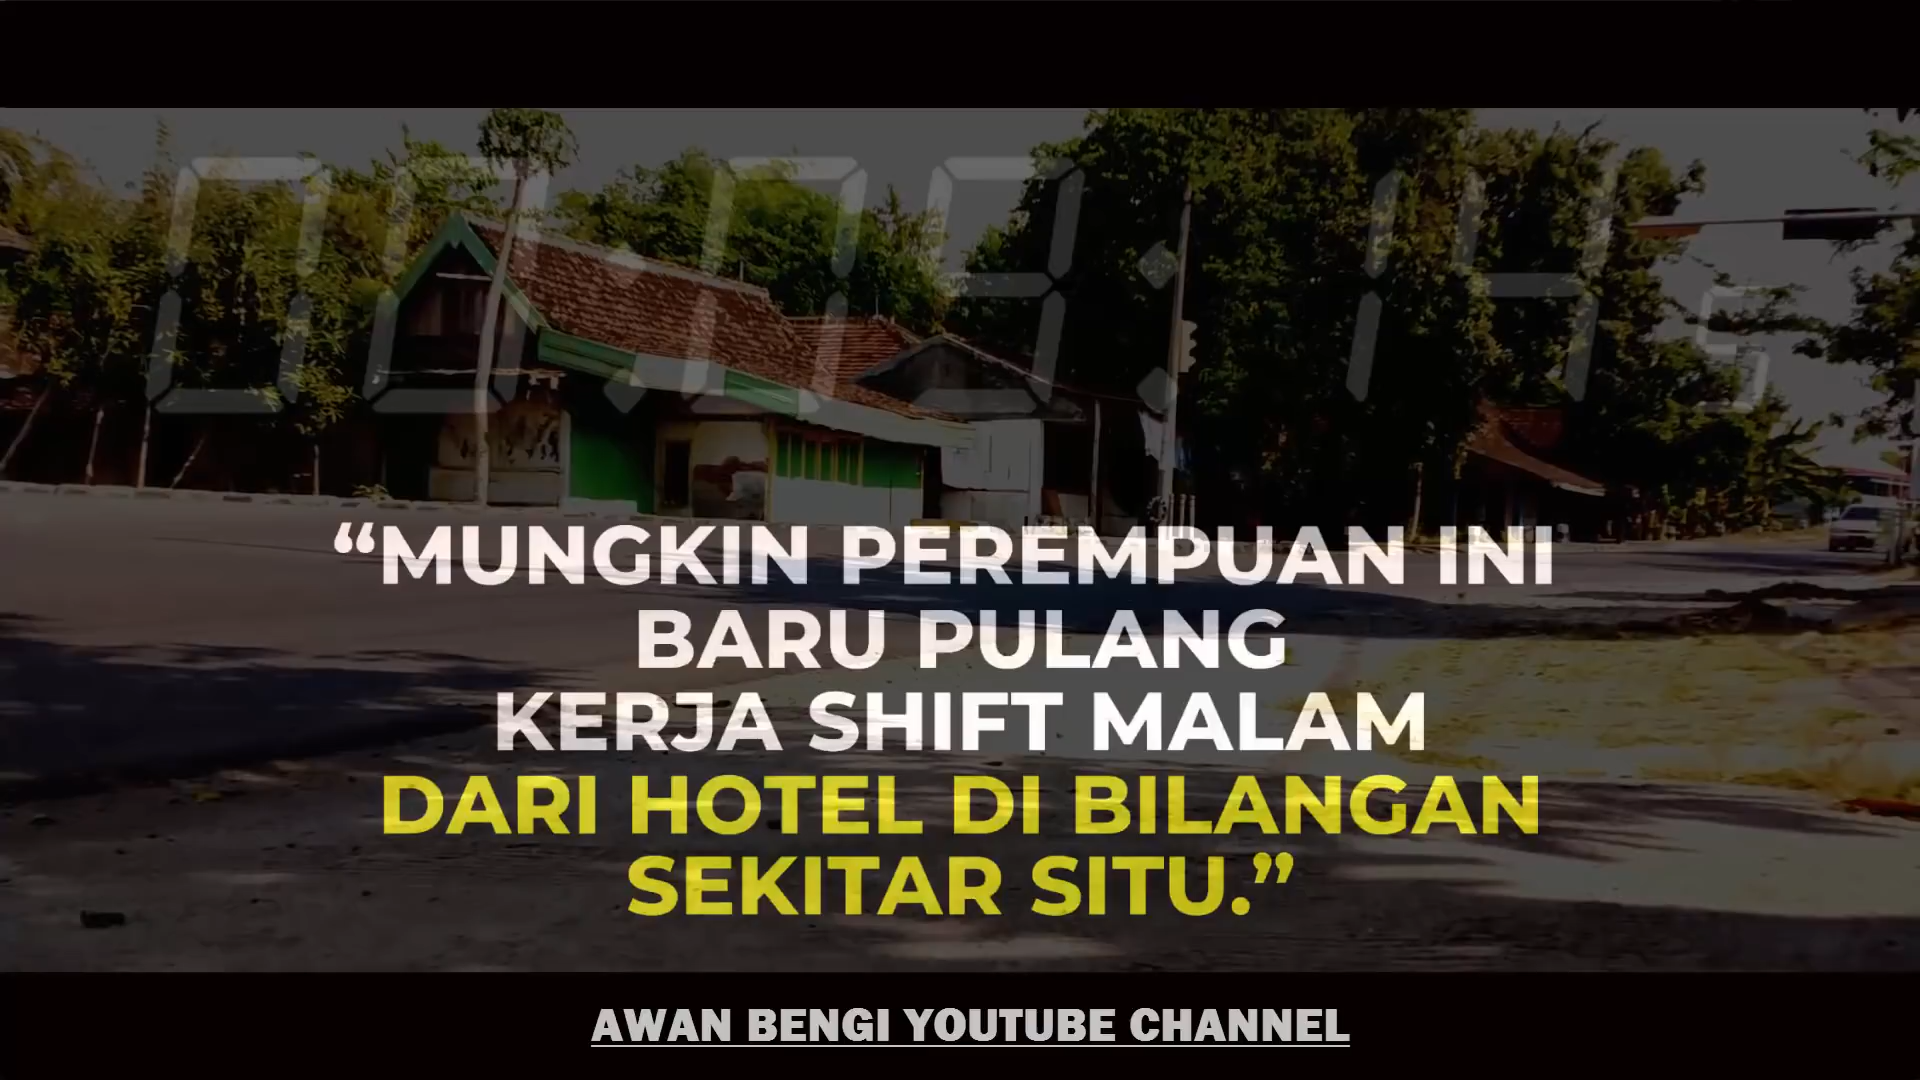 “MUNGKIN PEREMPUAN INI
BARU PULANG
KERJA SHIFT MALAM
DARI HOTEL DI BILANGAN
SEKITAR SITU.”
AWAN BENGI YOUTUBE CHANNEL